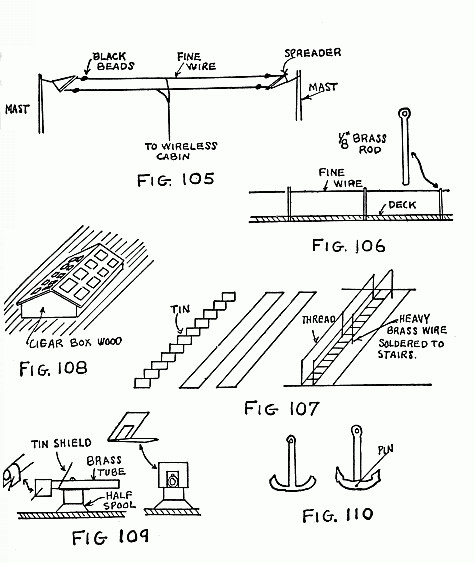 BLACK
BEADS
FINE
WIRE
SPREADER
MAST
MAST
TO WIRELESS
CABIN
FIG. 105
1/8" BRASS
ROD
FINE
WIRE
DECK
FIG. 106
CIGAR BOX WOOD
FIG. 108
TIN
THREAD
HEAVY
BRASS WIRE
SOLDERED TO
STAIRS.
FIG 107
TIN SHIELD
BRASS
TUBE
HALF
SPOOL
FIG 109
PIN
FIG. 110